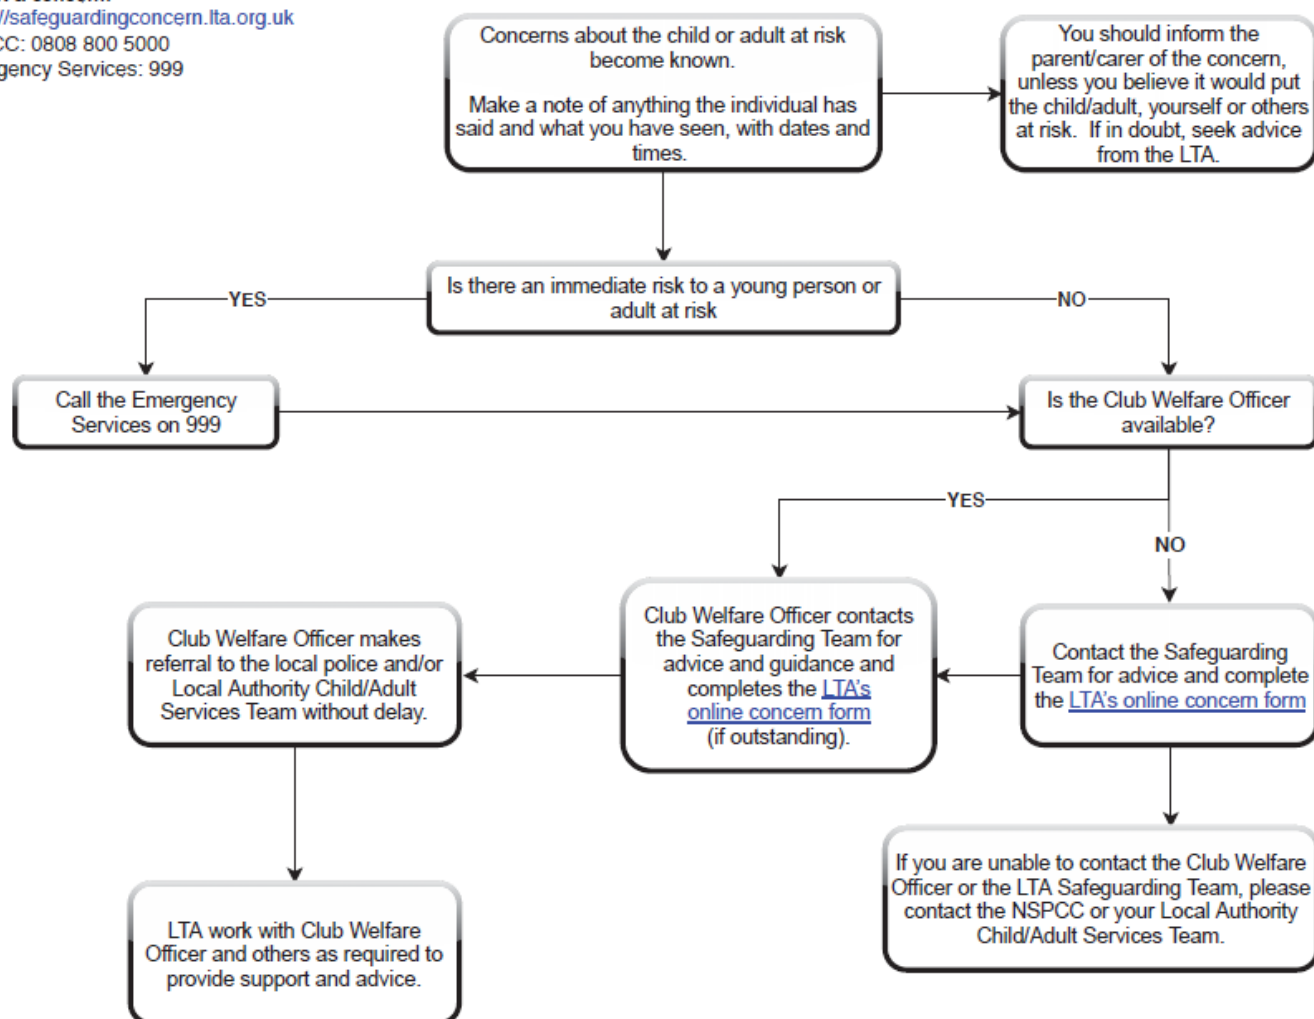 //safeguardingconcern.lta.org.uk
CC: 0808 800 5000
gency Services: 999
Concerns about the child or adult at risk
become known.
Make a note of anything the individual has
said and what you have seen, with dates and
times.
You should inform the
parent/carer of the concern,
unless you believe it would put
the child/adult, yourself or others
at risk. If in doubt, seek advice
from the LTA.
Is there an immediate risk to a young person or
adult at risk
YES
NO
Call the Emergency
Services on 999
Is the Club Welfare Officer
available?
YES
NO
Club Welfare Officer makes
referral to the local police and/or
Local Authority Child/Adult
Services Team without delay.
Club Welfare Officer contacts
the Safeguarding Team for
advice and guidance and
completes the LTA's
online concern form
(if outstanding).
Contact the Safeguarding
Team for advice and complete
the LTA's online concern form
If you are unable to contact the Club Welfare
Officer or the LTA Safeguarding Team, please
contact the NSPCC or your Local Authority
Child/Adult Services Team.
LTA work with Club Welfare
Officer and others as required to
provide support and advice.